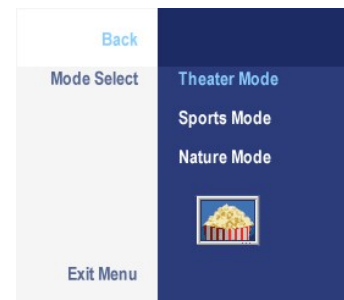 Back
Mode Select
Theater Mode
Sports Mode
Nature Mode
Exit Menu